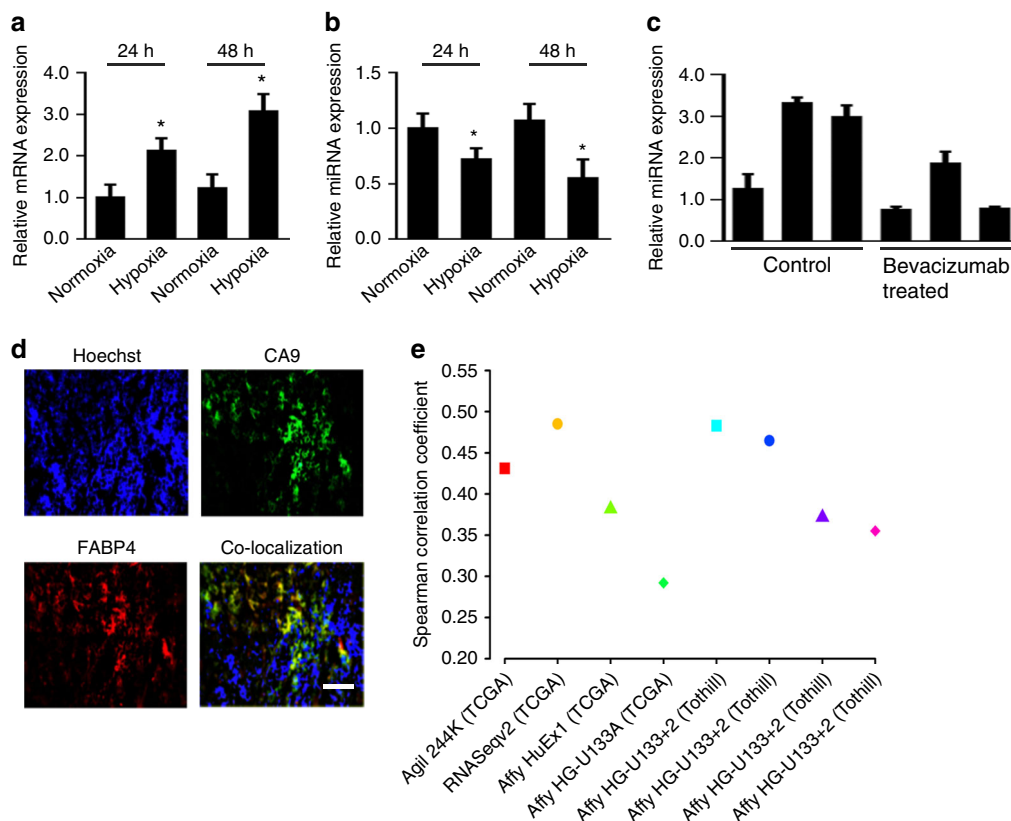 a
24 h
48 h
Relative mRNA expression
4.0
3.0
2.0
1.0
0.0
*
*
Normoxia
Hypoxia
Normoxia
Hypoxia
b
24 h
48 h
Relative miRNA expression
1.5
1.0
0.5
0.0
*
*
Normoxia
Hypoxia
Normoxia
Hypoxia
c
Relative miRNA expression
4.0
3.0
2.0
1.0
0.0
Control
Bevacizumab
treated
d
Hoechst
CA9
FABP4
Co-localization
e
Spearman correlation coefficient
0.55
0.50
0.45
0.40
0.35
0.30
0.25
0.20
Agil 244K (TCGA)
RNASeqv2 (TCGA)
Affy HuEx1 (TCGA)
Affy HG-U133A (TCGA)
Affy HG-U133+2 (Tothill)
Affy HG-U133+2 (Tothill)
Affy HG-U133+2 (Tothill)
Affy HG-U133+2 (Tothill)